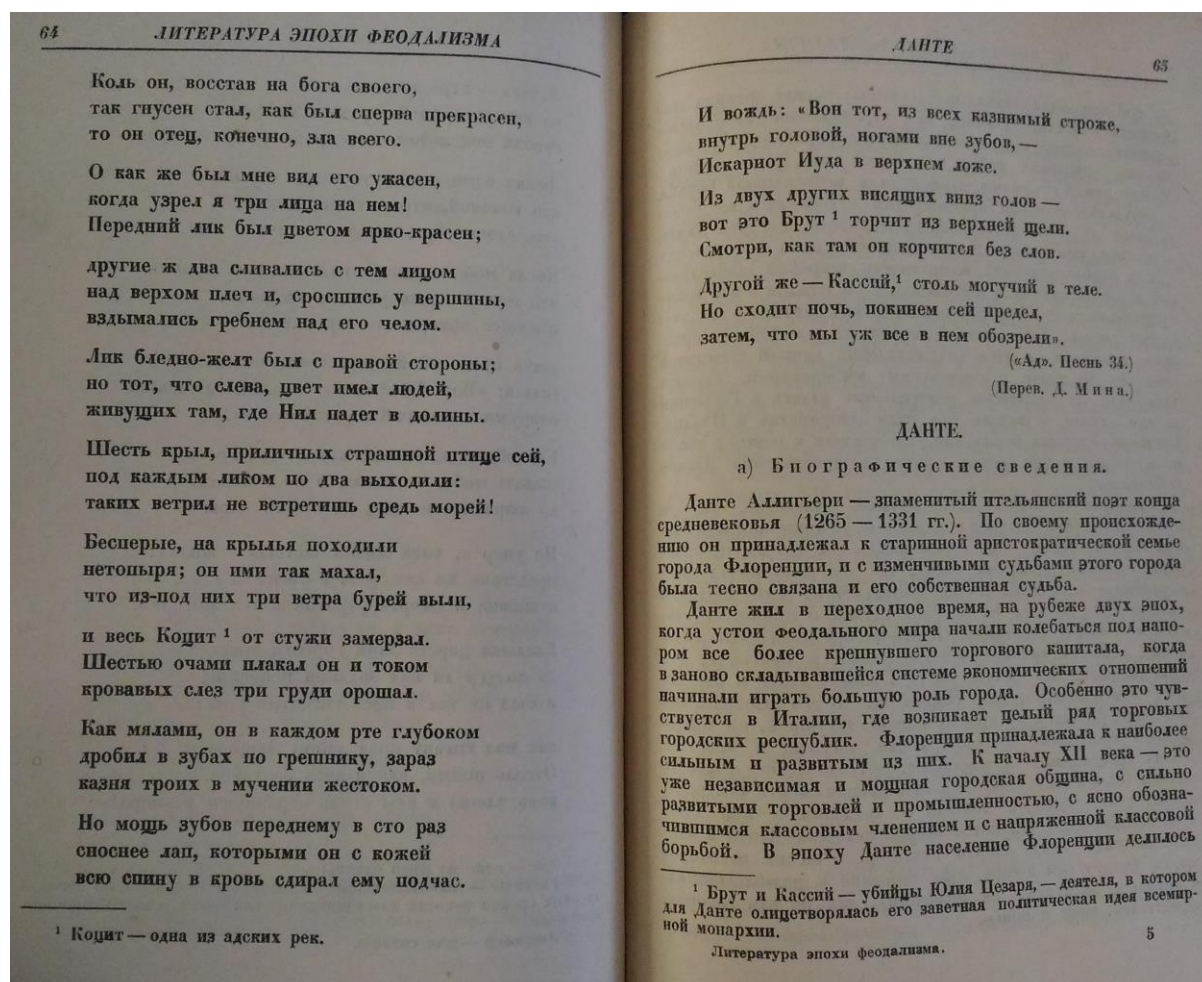 64
ЛИТЕРАТУРА ЭПОХИ ФЕОДАЛИЗМА
Коль он, восстав на бога своего,
так гнусен стал, как был сперва прекрасен,
то он отец, конечно, зла всего.
О как же был мне вид его ужасен,
когда узрел я три лица на нем!
Передний лик был цветом ярко-красен;
другие ж два сливались с тем лицом
над верхом плеч и, сросшись у вершины,
вздымались гребнем над его челом.
Лик бледно-желт был с правой стороны;
но тот, что слева, цвет имел людей,
живущих там, где Нил падет в долины.
Шесть крыл, приличных страшной птице сей,
под каждым ликом по два выходили:
таких ветрил не встретишь средь морей!
Бесперые, на крылья походили
нетопыря; он ими так махал,
что из-под них три ветра бурей выли,
и весь Коцит ¹ от стужи замерзал.
Шестью очами плакал он и током
кровавых слез три груди орошал.
Как мялами, он в каждом рте глубоком
дробил в зубах по грешнику, зараз
казня троих в мучении жестоком.
Но мощь зубов переднему в сто раз
сноснее лап, которыми он с кожей
всю спину в кровь сдирал ему подчас.
¹ Коцит — одна из адских рек.
ДАНТЕ
65
И вождь: «Вон тот, из всех казнимый строже,
внутрь головой, ногами вне зубов, —
Искариот Иуда в верхнем ложе.
Из двух других висящих вниз голов —
вот это Брут ¹ торчит из верхней щели.
Смотри, как там он корчится без слов.
Другой же — Кассий,¹ столь могучий в теле.
Но сходит ночь, покинем сей предел,
затем, что мы уж все в нем обозрели».
(«Ад». Песнь 34.)
(Перев. Д. Мина.)
ДАНТЕ.
а) Биографические сведения.
Данте Аллигьери — знаменитый итальянский поэт конца
средневековья (1265 — 1331 гг.). По своему происхожде-
нию он принадлежал к старинной аристократической семье
города Флоренции, и с изменчивыми судьбами этого города
была тесно связана и его собственная судьба.
Данте жил в переходное время, на рубеже двух эпох,
когда устои феодального мира начали колебаться под напо-
ром все более крепнувшего торгового капитала, когда
в заново складывавшейся системе экономических отношений
начинали играть большую роль города. Особенно это чув-
ствуется в Италии, где возникает целый ряд торговых
городских республик. Флоренция принадлежала к наиболее
сильным и развитым из них. К началу XII века — это
уже независимая и мощная городская община, с сильно
развитыми торговлей и промышленностью, с ясно обозна-
чившимся классовым членением и с напряженной классовой
борьбой. В эпоху Данте население Флоренции делилось
¹ Брут и Кассий — убийцы Юлия Цезаря, — деятеля, в котором
для Данте олицетворялась его заветная политическая идея всемир-
ной монархии.
Литература эпохи феодализма.
5